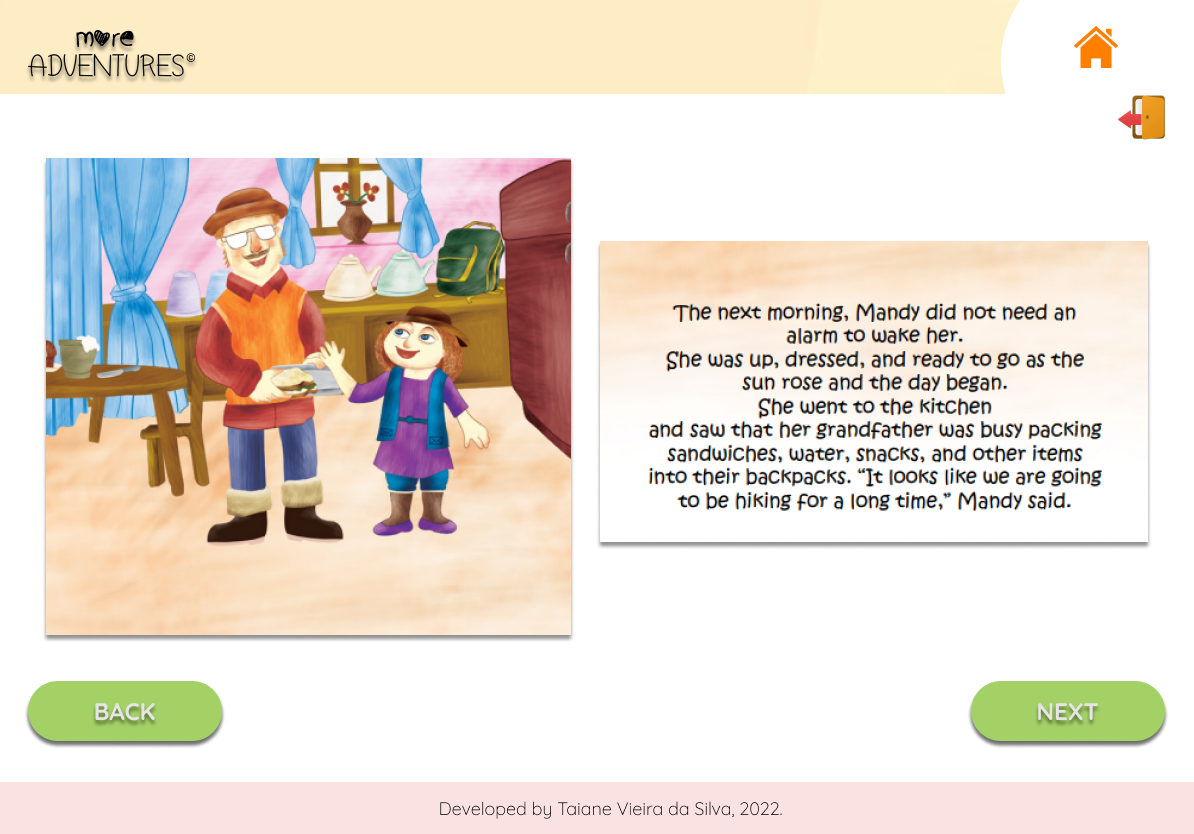 more
ADVENTURES©
The next morning, Mandy did not need an
alarm to wake her.
She was up, dressed, and ready to go as the
sun rose and the day began.
She went to the kitchen
and saw that her grandfather was busy packing
sandwiches, water, snacks, and other items
into their backpacks. “It looks like we are going
to be hiking for a long time,” Mandy said.
BACK
NEXT
Developed by Taiane Vieira da Silva, 2022.